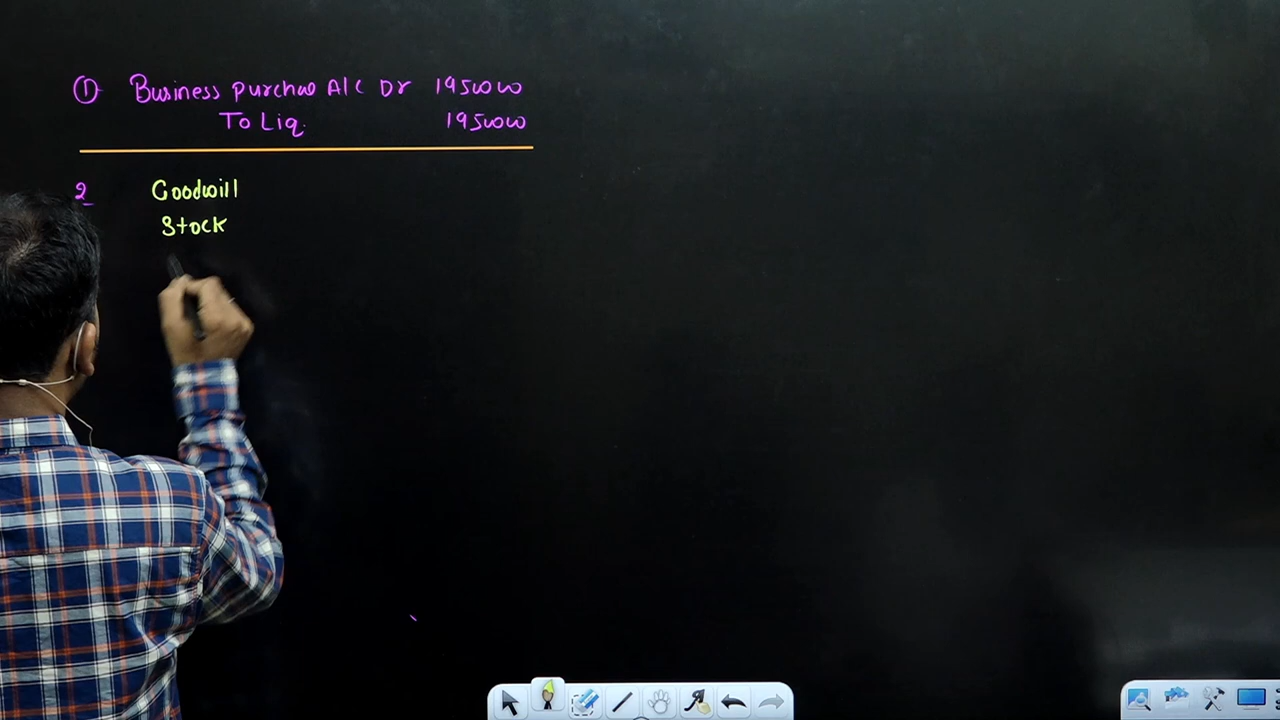 ① Business purchase A/C Dr 195000
To Liq. 195000
2 Goodwill
Stock